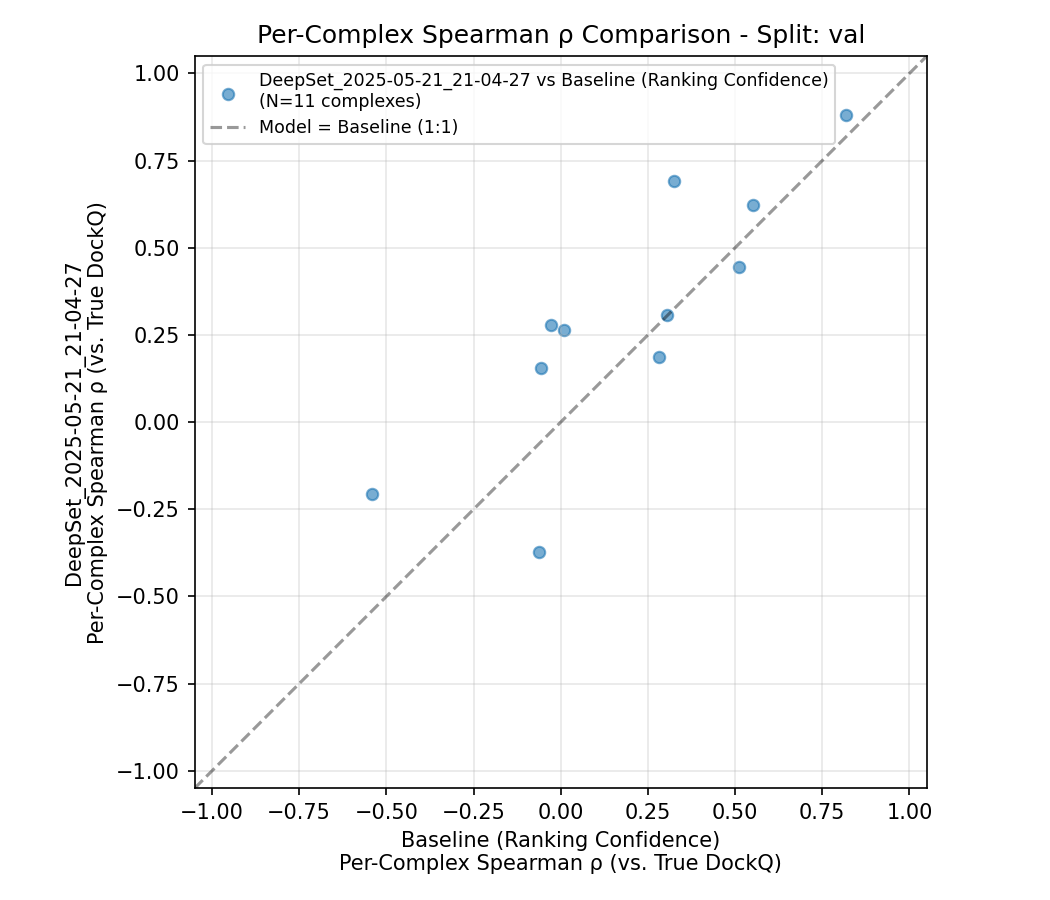 Per-Complex Spearman ρ Comparison - Split: val
DeepSet_2025-05-21_21-04-27 vs Baseline (Ranking Confidence)
(N=11 complexes)
Model = Baseline (1:1)
DeepSet_2025-05-21_21-04-27
Per-Complex Spearman ρ (vs. True DockQ)
1.00
0.75
0.50
0.25
0.00
−0.25
−0.50
−0.75
−1.00
−1.00 −0.75 −0.50 −0.25 0.00 0.25 0.50 0.75 1.00
Baseline (Ranking Confidence)
Per-Complex Spearman ρ (vs. True DockQ)